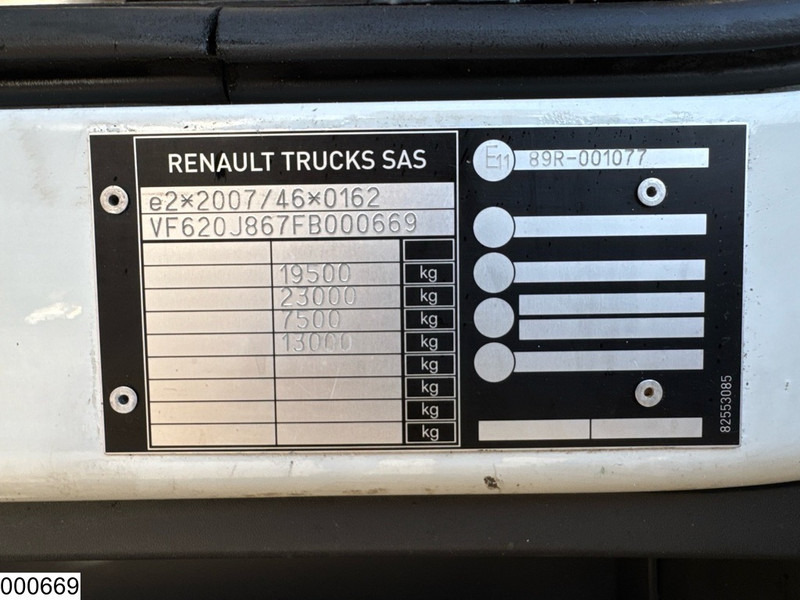 RENAULT TRUCKS SAS
e2*2007/46*0162
VF620J867FB000669
19500 kg
23000 kg
7500 kg
13000 kg
kg
kg
kg
kg
E11 89R-001077
82553085
000669